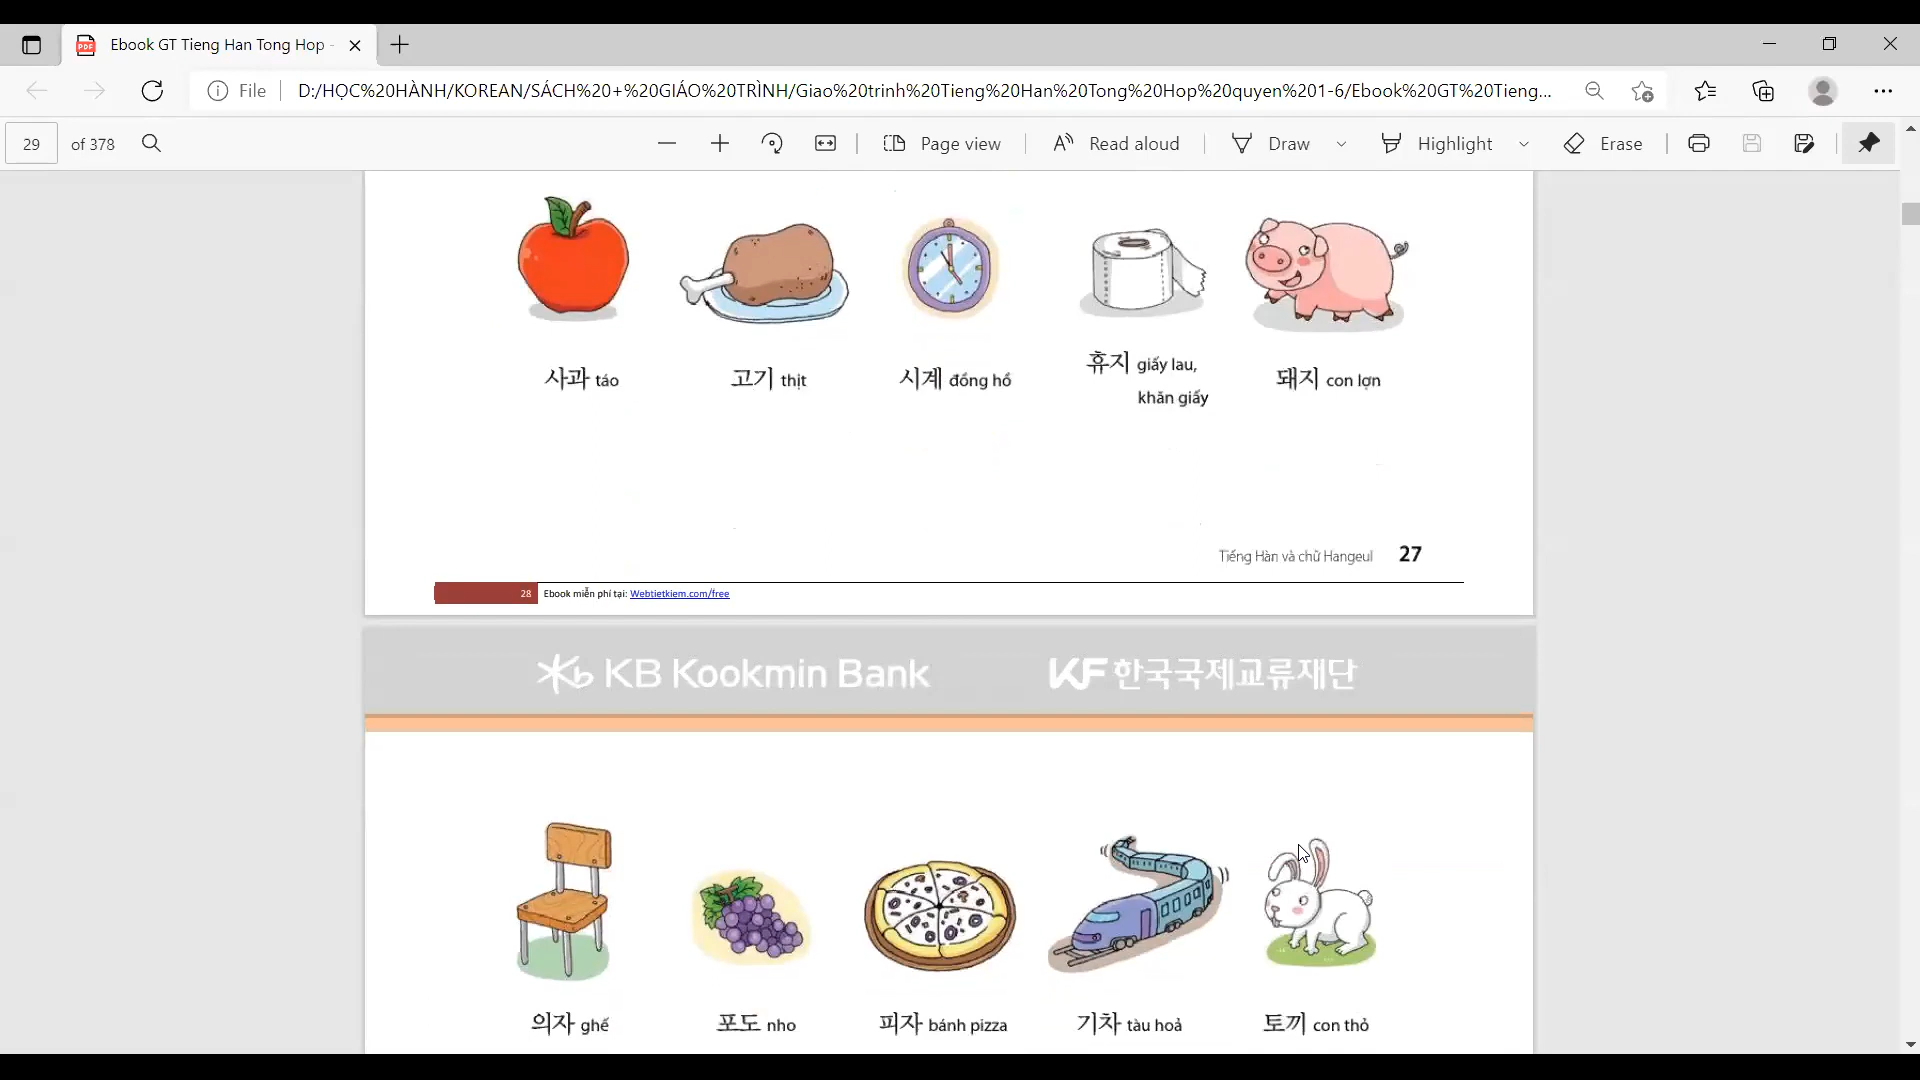 Ebook GT Tieng Han Tong Hop -
File
D:/HỌC%20HÀNH/KOREAN/SÁCH%20+%20GIÁO%20TRÌNH/Giao%20trinh%20Tieng%20Han%20Tong%20Hop%20quyen%201-6/Ebook%20GT%20Tieng...
29 of 378
Page view
Read aloud
Draw
Highlight
Erase
사과 táo
고기 thịt
시계 đồng hồ
휴지 giấy lau,
khăn giấy
돼지 con lợn
Tiếng Hàn và chữ Hangeul 27
28 Ebook miễn phí tại: Webtietkiem.com/free
KB Kookmin Bank
KF 한국국제교류재단
의자 ghế
포도 nho
피자 bánh pizza
기차 tàu hoả
토끼 con thỏ